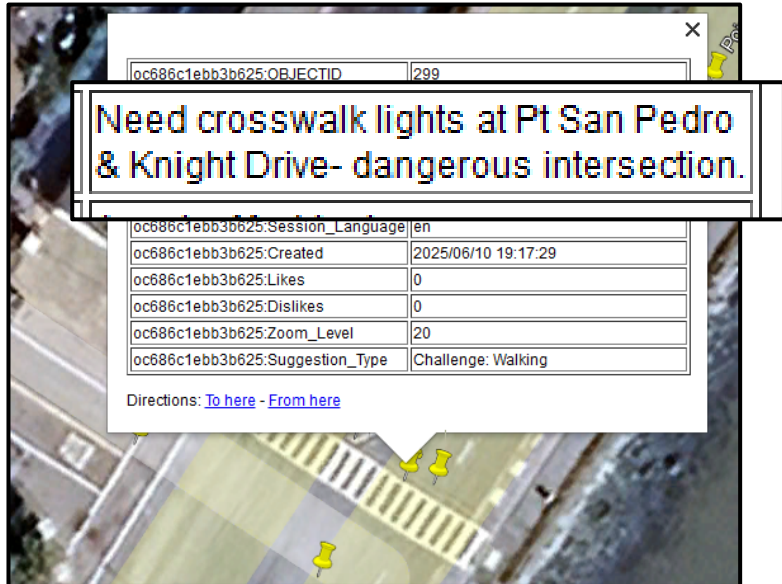 oc686c1ebb3b625:OBJECTID 299
Need crosswalk lights at Pt San Pedro
& Knight Drive- dangerous intersection.
oc686c1ebb3b625:Session_Language en
oc686c1ebb3b625:Created 2025/06/10 19:17:29
oc686c1ebb3b625:Likes 0
oc686c1ebb3b625:Dislikes 0
oc686c1ebb3b625:Zoom_Level 20
oc686c1ebb3b625:Suggestion_Type Challenge: Walking
Directions: To here - From here